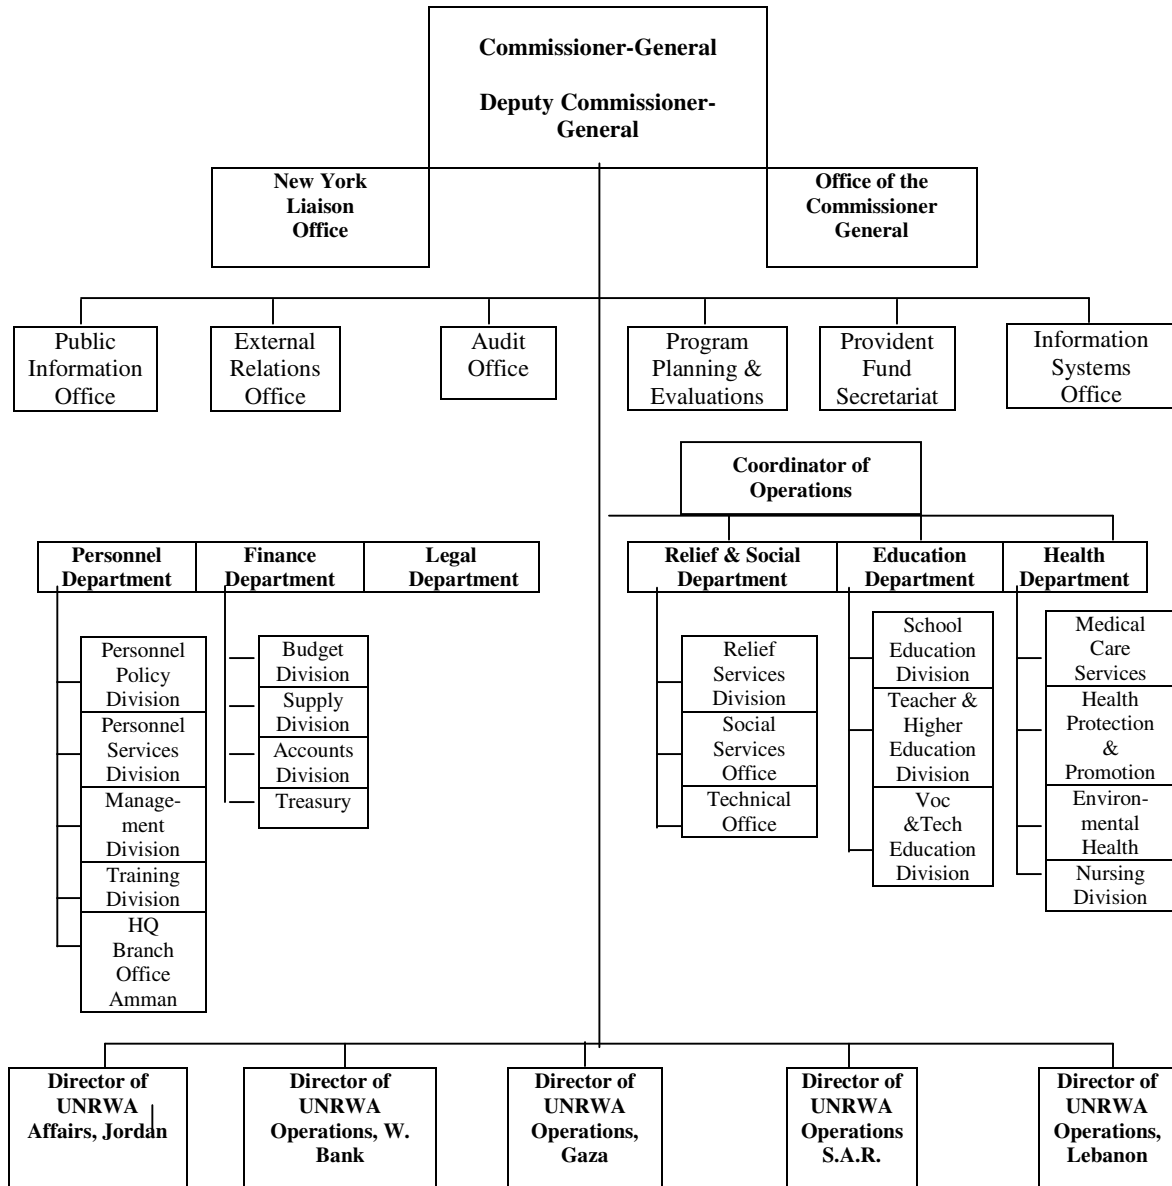 Commissioner-General
Deputy Commissioner-
General
New York
Liaison
Office
Office of the
Commissioner
General
Public
Information
Office
External
Relations
Office
Audit
Office
Program
Planning &
Evaluations
Provident
Fund
Secretariat
Information
Systems
Office
Coordinator of
Operations
Personnel
Department
Finance
Department
Legal
Department
Relief & Social
Department
Education
Department
Health
Department
Personnel
Policy
Division
Personnel
Services
Division
Manage-
ment
Division
Training
Division
HQ
Branch
Office
Amman
Budget
Division
Supply
Division
Accounts
Division
Treasury
Relief
Services
Division
Social
Services
Office
Technical
Office
School
Education
Division
Teacher &
Higher
Education
Division
Voc
&Tech
Education
Division
Medical
Care
Services
Health
Protection
&
Promotion
Environ-
mental
Health
Nursing
Division
Director of
UNRWA
Affairs, Jordan
Director of
UNRWA
Operations, W.
Bank
Director of
UNRWA
Operations,
Gaza
Director of
UNRWA
Operations
S.A.R.
Director of
UNRWA
Operations,
Lebanon